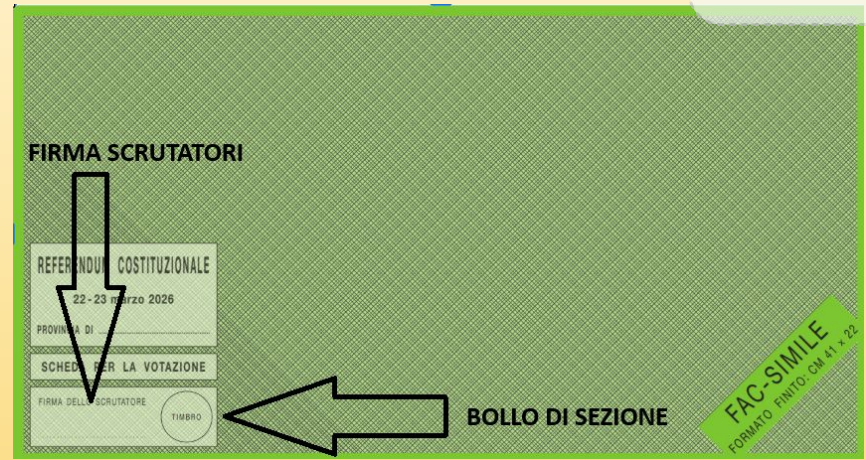 FIRMA SCRUTATORI
REFERENDUM COSTITUZIONALE
22-23 marzo 2026
PROVINCIA DI
SCHEDA PER LA VOTAZIONE
FIRMA DELLO SCRUTATORE
TIMBRO
BOLLO DI SEZIONE
FAC-SIMILE
FORMATO FINITO: CM 41 x 22